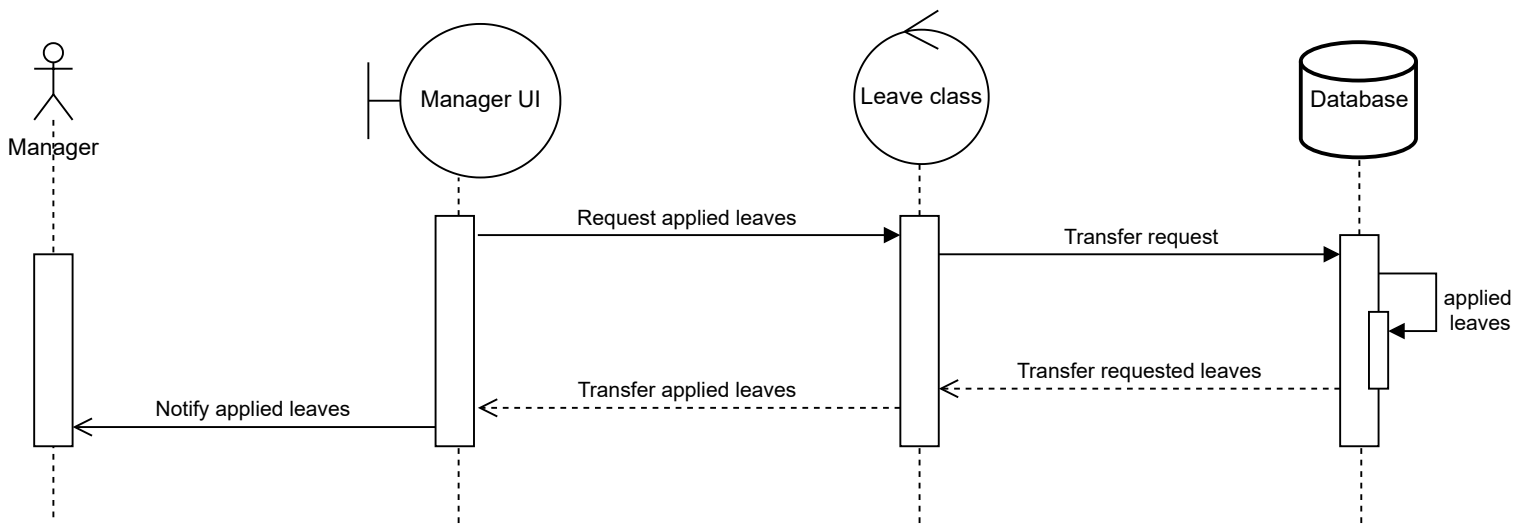 Manager
Manager UI
Leave class
Database
Request applied leaves
Transfer request
applied
leaves
Transfer requested leaves
Transfer applied leaves
Notify applied leaves